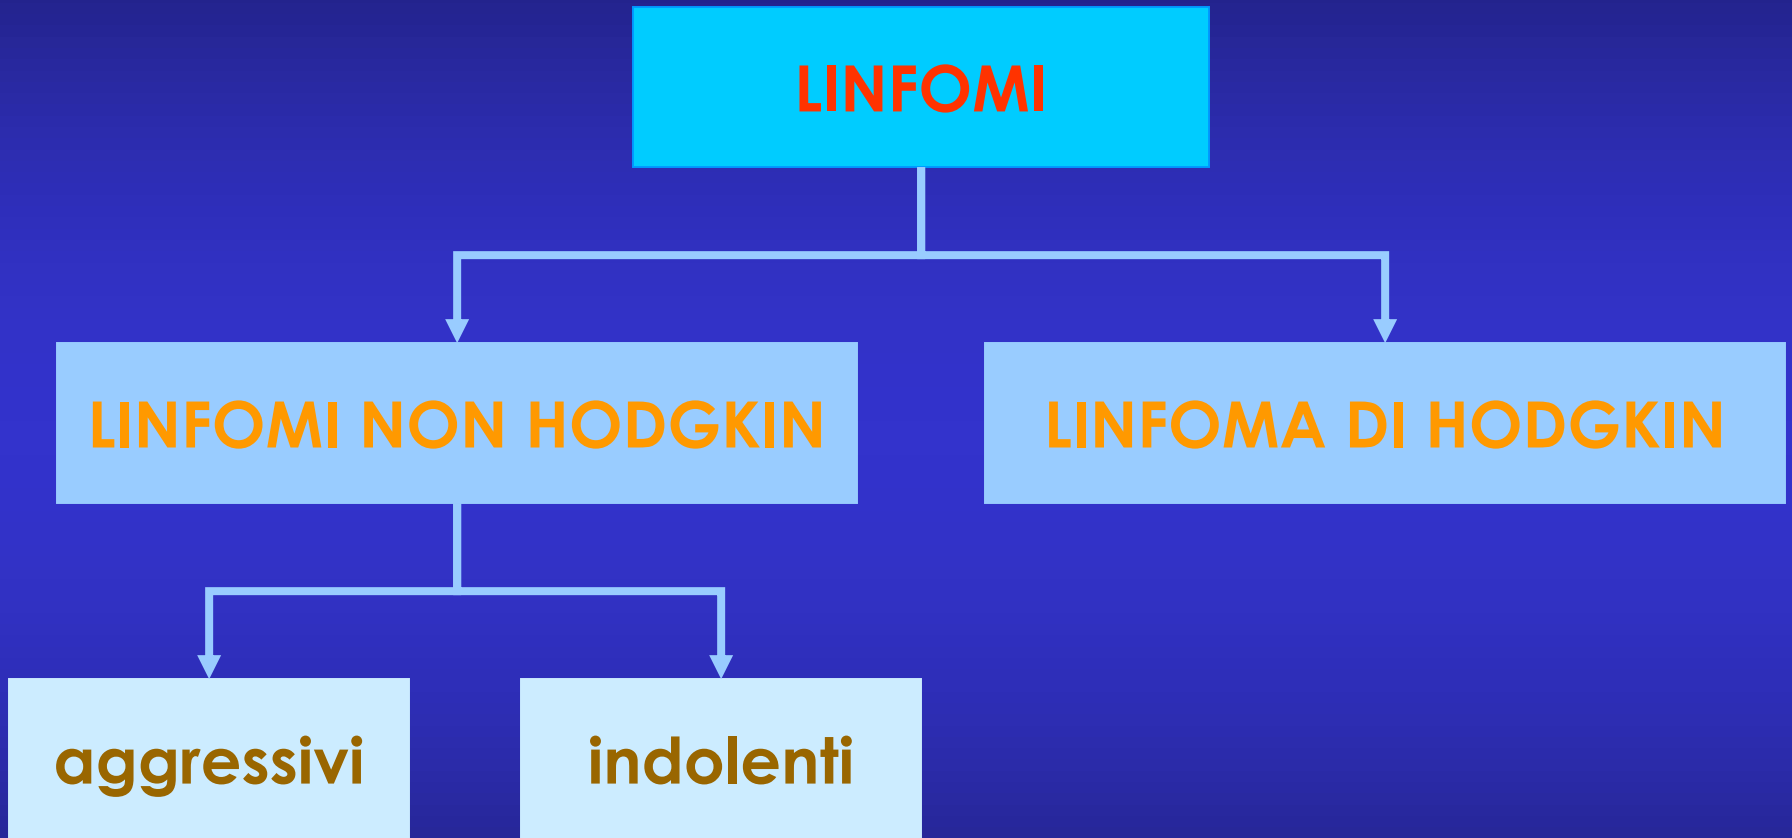 LINFOMI
LINFOMI NON HODGKIN
LINFOMA DI HODGKIN
aggressivi
indolenti